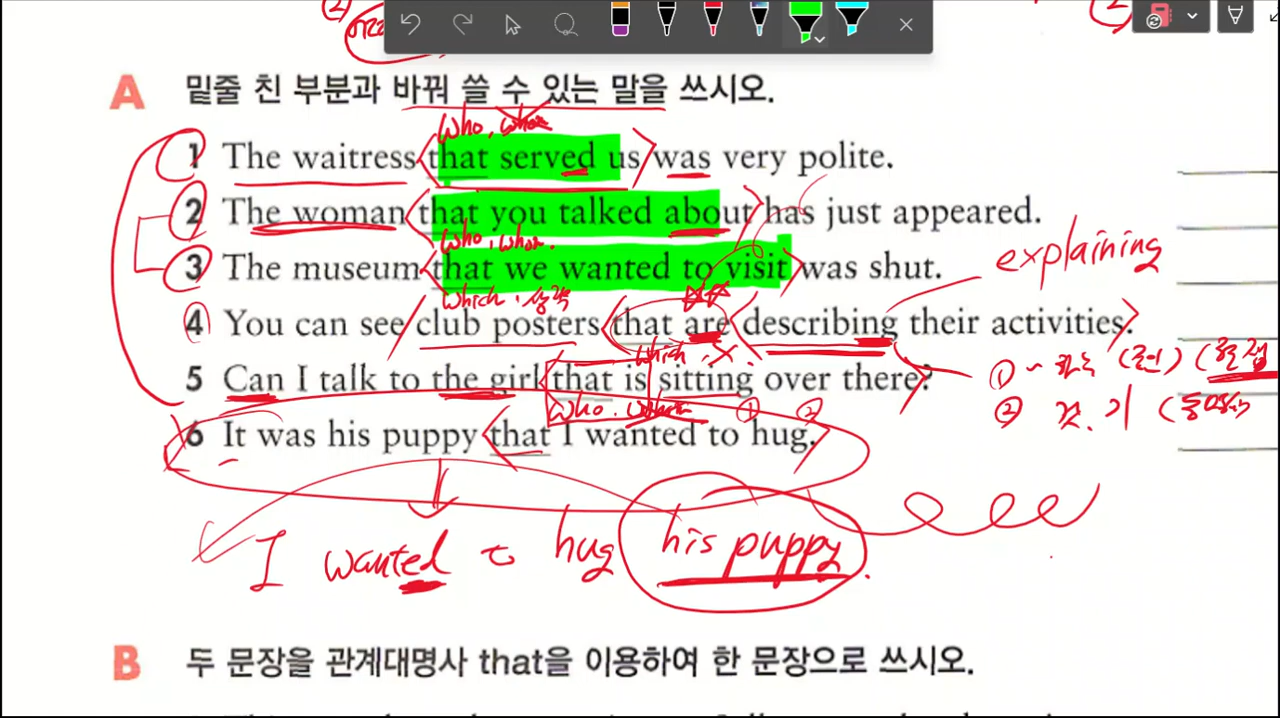 A 밑줄 친 부분과 바꿔 쓸 수 있는 말을 쓰시오.
who, whom
1 The waitress that served us was very polite.
2 The woman that you talked about has just appeared.
who, whom.
3 The museum that we wanted to visit was shut.
explaining
which. 생략
4 You can see club posters that are describing their activities.
which. X.
5 Can I talk to the girl that is sitting over there?
who.
① ②
6 It was his puppy that I wanted to hug.
I wanted to hug his puppy.
B 두 문장을 관계대명사 that을 이용하여 한 문장으로 쓰시오.